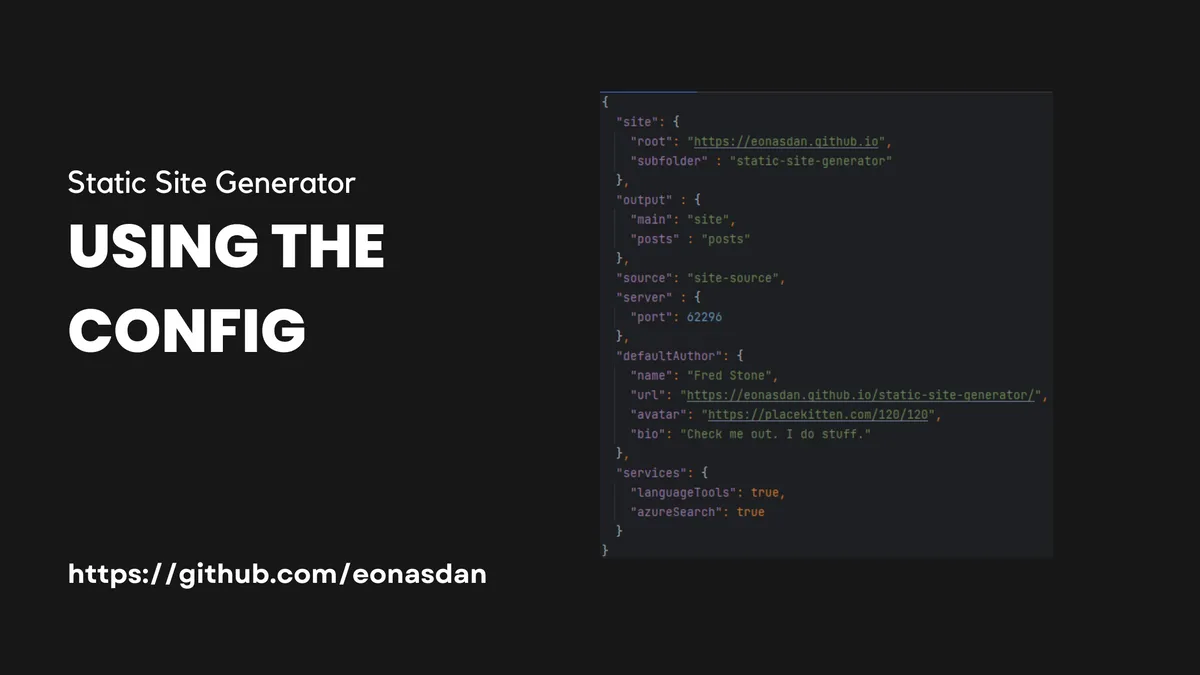 Static Site Generator
USING THE
CONFIG
https://github.com/eonasdan
{
"site": {
"root": "https://eonasdan.github.io",
"subfolder" : "static-site-generator"
},
"output" : {
"main": "site",
"posts" : "posts"
},
"source": "site-source",
"server" : {
"port": 62296
},
"defaultAuthor": {
"name": "Fred Stone",
"url": "https://eonasdan.github.io/static-site-generator/",
"avatar": "https://placekitten.com/120/120",
"bio": "Check me out. I do stuff."
},
"services": {
"languageTools": true,
"azureSearch": true
}
}